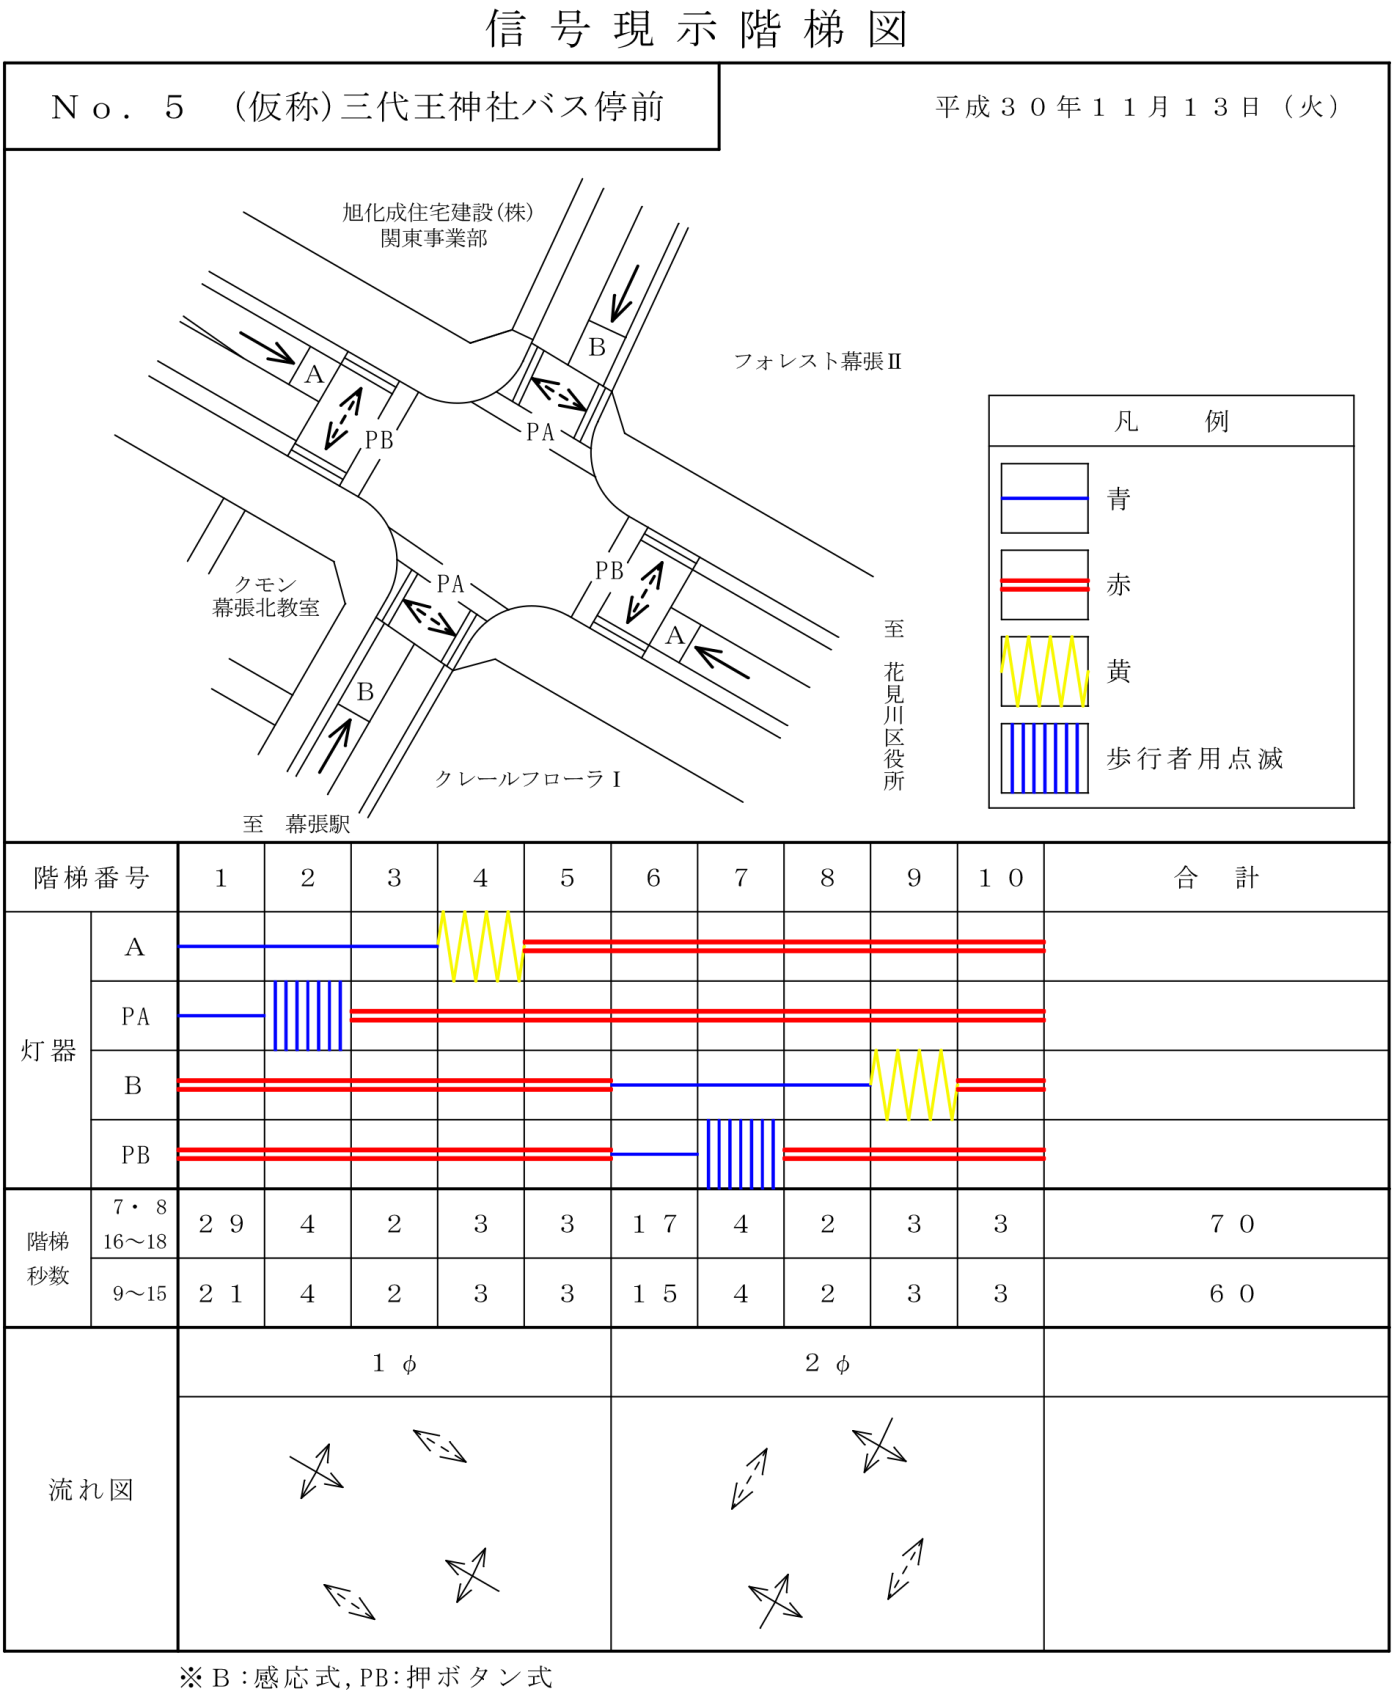 信号現示階梯図
No. 5 (仮称)三代王神社バス停前
平成30年11月13日(火)
旭化成住宅建設(株)
関東事業部
フォレスト幕張Ⅱ
A
B
PB
PA
PB
PA
A
B
クモン
幕張北教室
クレールフローラⅠ
至 幕張駅
至 花見川区役所
凡 例
青
赤
黄
歩行者用点滅
階梯番号 1 2 3 4 5 6 7 8 9 10 合計
灯器
A
PA
B
PB
階梯
秒数
7・8
16~18 29 4 2 3 3 17 4 2 3 3 70
9~15 21 4 2 3 3 15 4 2 3 3 60
1φ 2φ
流れ図
※B:感応式,PB:押ボタン式